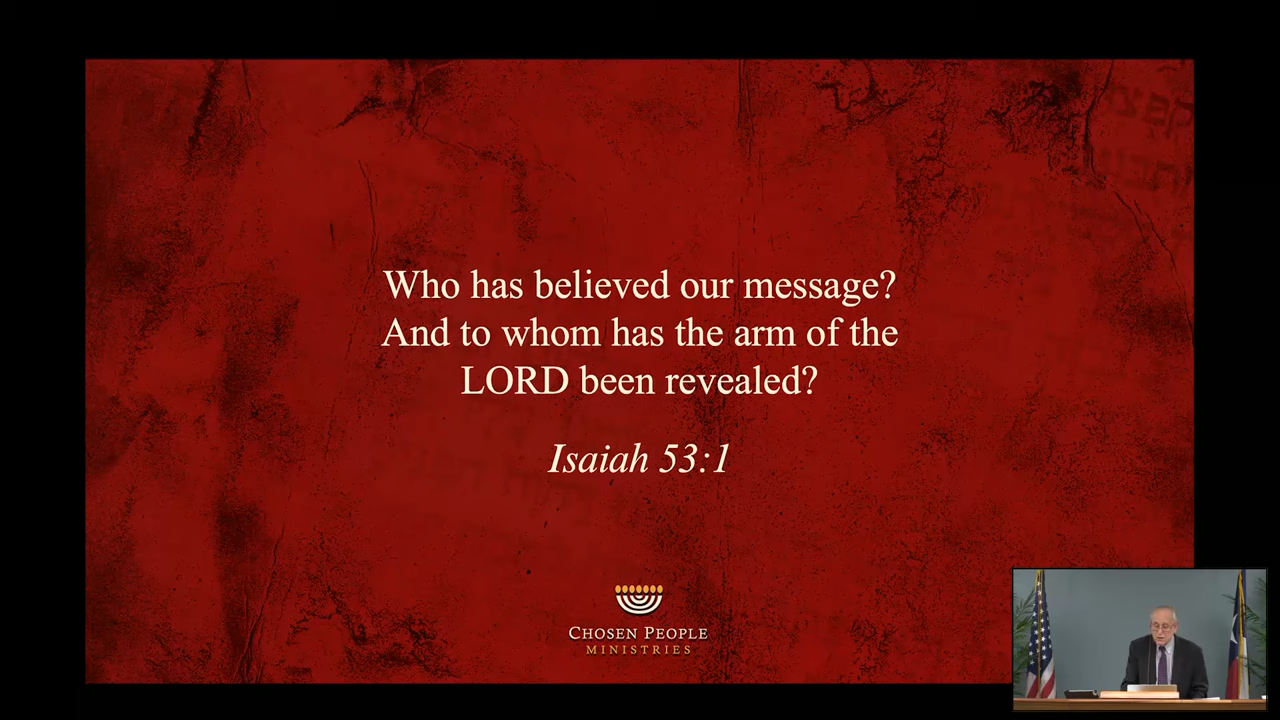 Who has believed our message?
And to whom has the arm of the
LORD been revealed?
Isaiah 53:1
CHOSEN PEOPLE
MINISTRIES